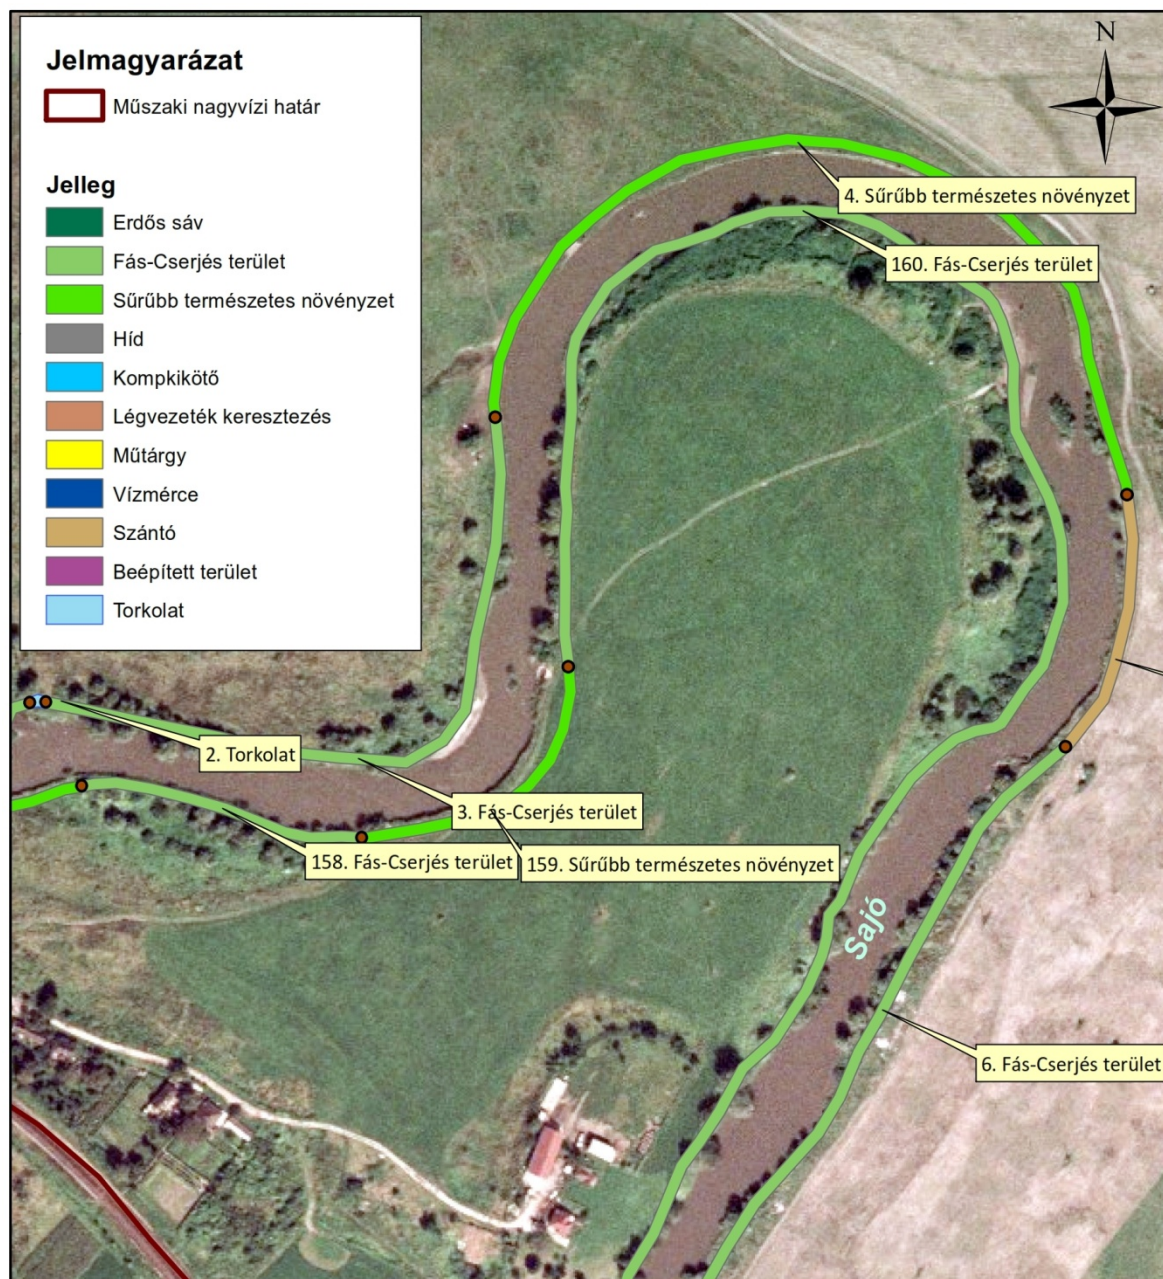 Jelmagyarázat
Műszaki nagyvízi határ
Jelleg
Erdős sáv
Fás-Cserjés terület
Sűrűbb természetes növényzet
Híd
Kompkikötő
Légvezeték keresztezés
Műtárgy
Vízmérce
Szántó
Beépített terület
Torkolat
N
4. Sűrűbb természetes növényzet
160. Fás-Cserjés terület
2. Torkolat
3. Fás-Cserjés terület
158. Fás-Cserjés terület
159. Sűrűbb természetes növényzet
Sajó
6. Fás-Cserjés terület